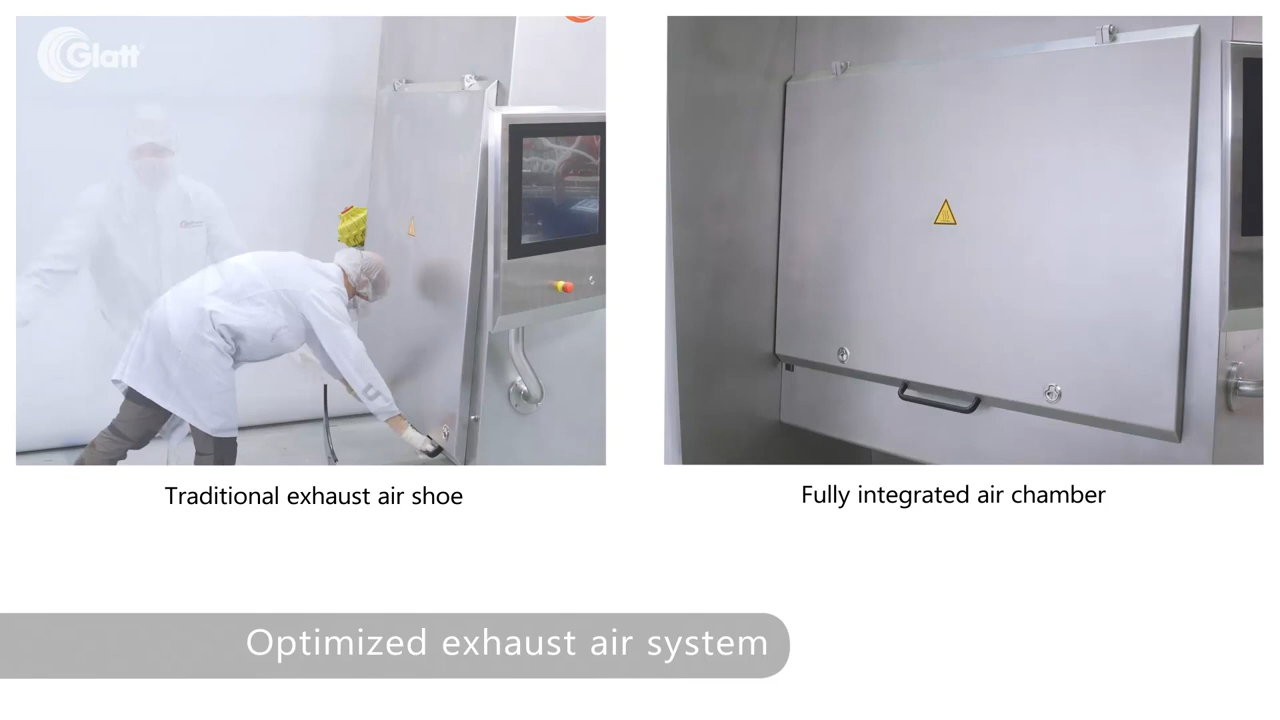 Glatt
Traditional exhaust air shoe
Fully integrated air chamber
Optimized exhaust air system